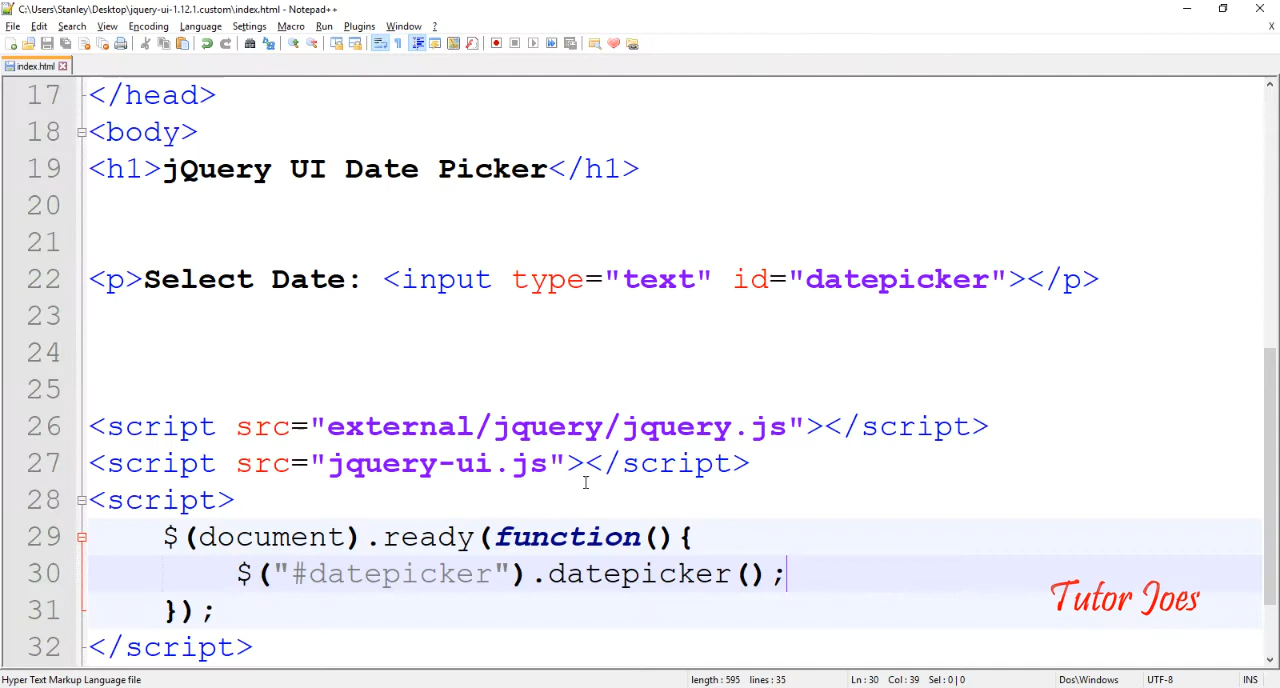 C:\Users\Stanley\Desktop\jquery-ui-1.12.1.custom\index.html - Notepad++
File Edit Search View Encoding Language Settings Macro Run Plugins Window ?
X
index.html
17 </head>
18 <body>
19 <h1>jQuery UI Date Picker</h1>
20
21
22 <p>Select Date: <input type="text" id="datepicker"></p>
23
24
25
26 <script src="external/jquery/jquery.js"></script>
27 <script src="jquery-ui.js"></script>
28 <script>
29 $(document).ready(function(){
30 $("#datepicker").datepicker();
31 });
32 </script>
Tutor Joes
Hyper Text Markup Language file length : 595 lines : 35 Ln : 30 Col : 39 Sel : 0 | 0 Dos\Windows UTF-8 INS